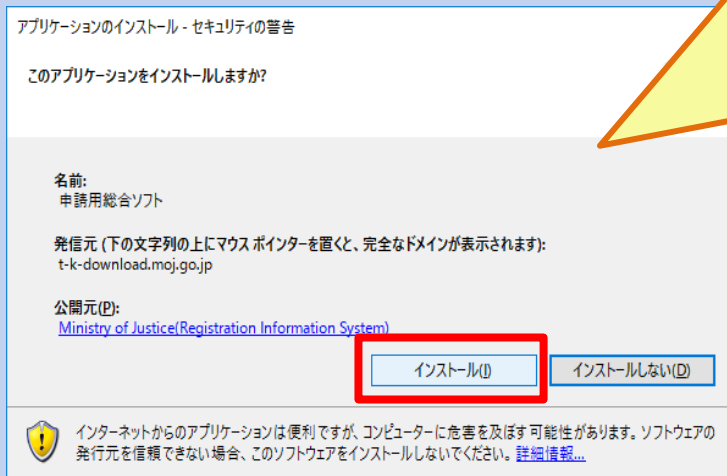 アプリケーションのインストール - セキュリティの警告
このアプリケーションをインストールしますか?
名前:
申請用総合ソフト
発信元 (下の文字列の上にマウス ポインターを置くと、完全なドメインが表示されます):
t-k-download.moj.go.jp
公開元(P):
Ministry of Justice(Registration Information System)
インストール(I) インストールしない(D)
インターネットからのアプリケーションは便利ですが、コンピューターに危害を及ぼす可能性があります。ソフトウェアの
発行元を信頼できない場合、このソフトウェアをインストールしないでください。詳細情報...